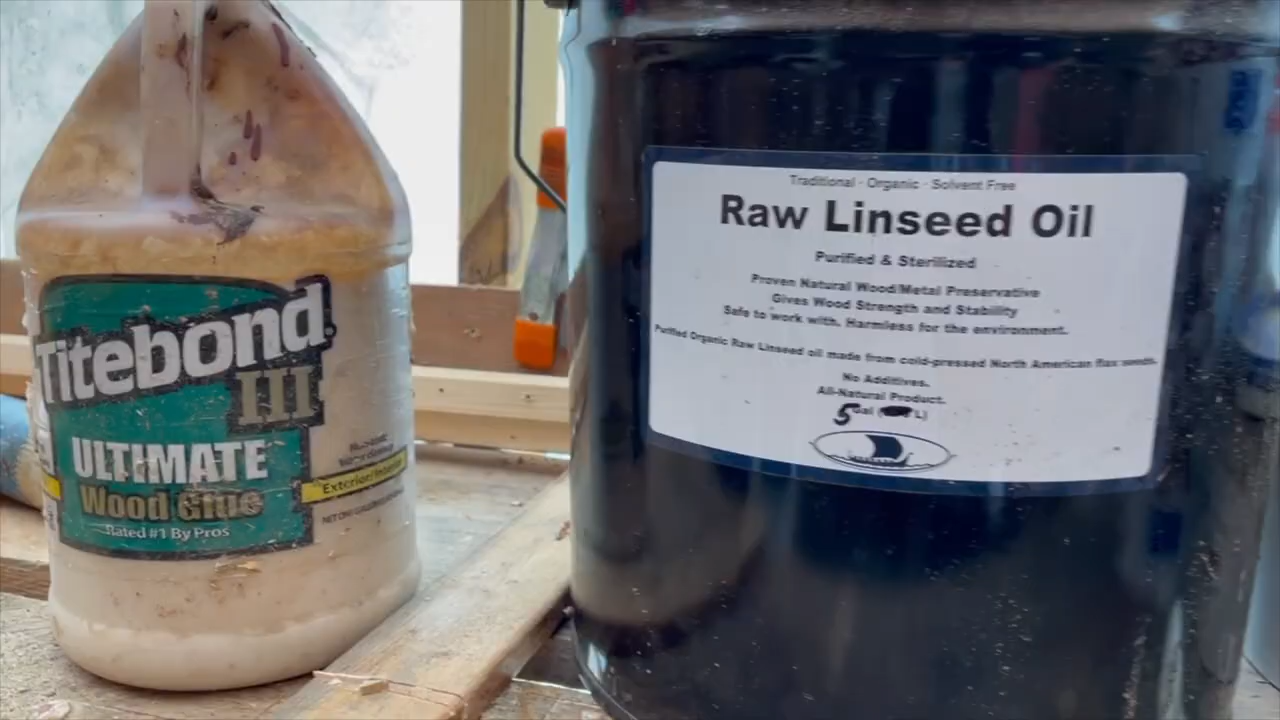 Titebond
III
ULTIMATE
Wood Glue
Rated #1 By Pros
Exterior/Interior
Traditional · Organic · Solvent Free
Raw Linseed Oil
Purified & Sterilized
Proven Natural Wood/Metal Preservative
Gives Wood Strength and Stability
Safe to work with. Harmless for the environment.
Purified Organic Raw Linseed oil made from cold-pressed North American flax seeds.
No Additives.
All-Natural Product.
5 Gal ( L)